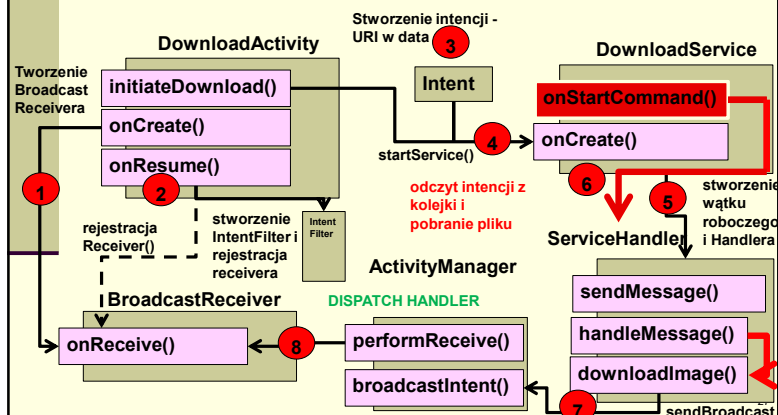 Stworzenie intencji -
URI w data
3
DownloadActivity
DownloadService
Tworzenie
Broadcast
Receivera
initiateDownload()
onCreate()
onResume()
Intent
onStartCommand()
onCreate()
startService()
4
1
2
6
5
odczyt intencji z
kolejki i
pobranie pliku
stworzenie
wątku
roboczego
i Handlera
rejestracja
Receiver()
stworzenie
IntentFilter i
rejestracja
receivera
Intent
Filter
ServiceHandler
ActivityManager
BroadcastReceiver
DISPATCH HANDLER
sendMessage()
handleMessage()
downloadImage()
onReceive()
8
performReceive()
broadcastIntent()
7
sendBroadcast